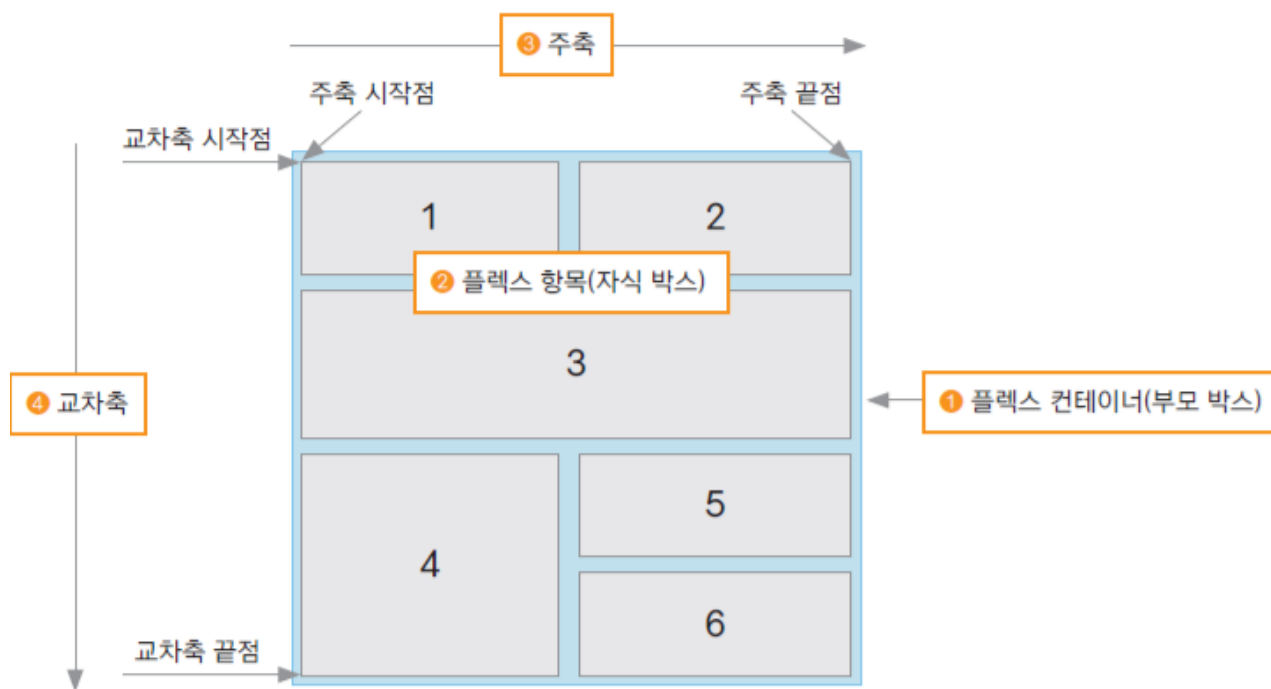 ❸ 주축
주축 시작점
주축 끝점
교차축 시작점
1
2
❷ 플렉스 항목(자식 박스)
3
❹ 교차축
❶ 플렉스 컨테이너(부모 박스)
5
4
6
교차축 끝점